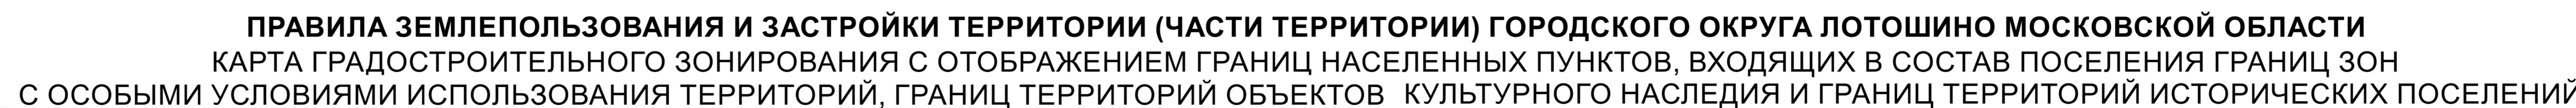 ПРАВИЛА ЗЕМЛЕПОЛЬЗОВАНИЯ И ЗАСТРОЙКИ ТЕРРИТОРИИ (ЧАСТИ ТЕРРИТОРИИ) ГОРОДСКОГО ОКРУГА ЛОТОШИНО МОСКОВСКОЙ ОБЛАСТИ
КАРТА ГРАДОСТРОИТЕЛЬНОГО ЗОНИРОВАНИЯ С ОТОБРАЖЕНИЕМ ГРАНИЦ НАСЕЛЕННЫХ ПУНКТОВ, ВХОДЯЩИХ В СОСТАВ ПОСЕЛЕНИЯ ГРАНИЦ ЗОН
С ОСОБЫМИ УСЛОВИЯМИ ИСПОЛЬЗОВАНИЯ ТЕРРИТОРИЙ, ГРАНИЦ ТЕРРИТОРИЙ ОБЪЕКТОВ КУЛЬТУРНОГО НАСЛЕДИЯ И ГРАНИЦ ТЕРРИТОРИЙ ИСТОРИЧЕСКИХ ПОСЕЛЕНИЙ